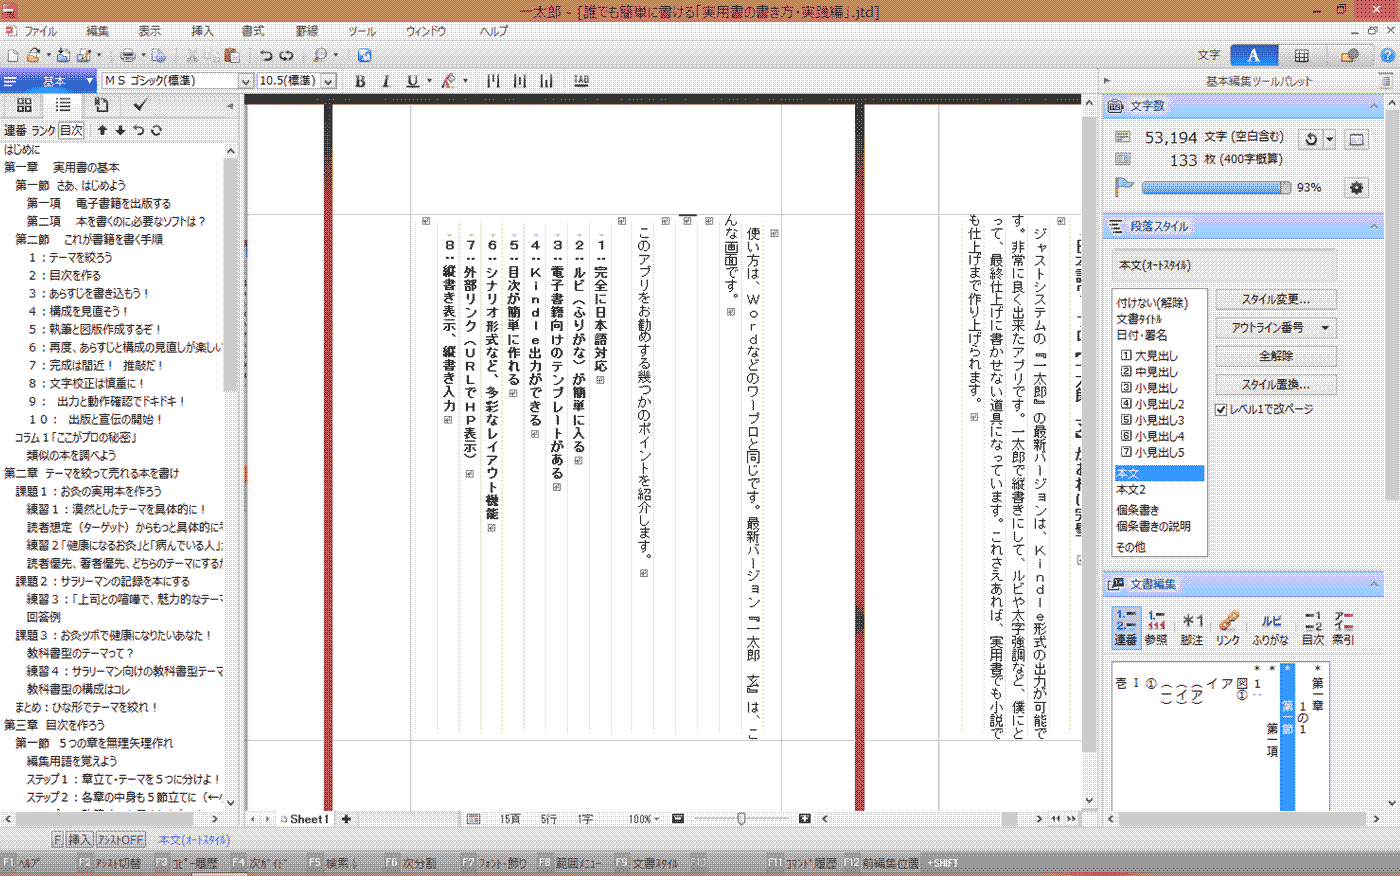 一太郎 - [誰でも簡単に書ける「実用書の書き方・実践編」.jtd]
ファイル 編集 表示 挿入 書式 罫線 ツール ウィンドウ ヘルプ
文字
基本 ＭＳ ゴシック(標準) 10.5(標準) B I U TAB
基本編集ツールパレット
連番 ランク 目次
はじめに
第一章 実用書の基本
第一節 さあ、はじめよう
第一項 電子書籍を出版する
第二項 本を書くのに必要なソフトは？
第二節 これが書籍を書く手順
１：テーマを絞ろう
２：目次を作る
３：あらすじを書き込もう！
４：構成を見直そう！
５：執筆と図版作成するぞ！
６：再度、あらすじと構成の見直しが楽しい
７：完成は間近！ 推敲だ！
８：文字校正は慎重に！
９： 出力と動作確認でドキドキ！
１０： 出版と宣伝の開始！
コラム１「ここがプロの秘密」
類似の本を調べよう
第二章 テーマを絞って売れる本を書け
課題１：お灸の実用本を作ろう
練習１：漠然としたテーマを具体的に！
読者想定（ターゲット）からもっと具体的に
練習２「健康になるお灸」と「病んでいる人」
読者優先、著者優先、どちらのテーマにする
課題２：サラリーマンの記録を本にする
練習３：「上司との喧嘩で、魅力的なテー
回答例
課題３：お灸ツボで健康になりたいあなた！
教科書型のテーマって？
練習４：サラリーマン向けの教科書型テーマ
教科書型の構成はコレ
まとめ：ひな形でテーマを絞れ！
第三章 目次を作ろう
第一節 ５つの章を無理矢理作れ
編集用語を覚えよう
ステップ１：章立て・テーマを５つに分けよ！
ステップ２：各章の中身も５節立てに（←
ジャストシステムの『一太郎』の最新バージョンは、Ｋｉｎｄｌｅ形式の出力が可能で
す。非常に良く出来たアプリです。一太郎で縦書きにして、ルビや太字強調など、僕にと
って、最終仕上げに書かせない道具になっています。これさえあれば、実用書でも小説で
も仕上げまで作り上げられます。
使い方は、Ｗｏｒｄなどのワープロと同じです。最新バージョン『一太郎 玄』は、こ
んな画面です。
このアプリをお勧めする幾つかのポイントを紹介します。
１：完全に日本語対応
２：ルビ（ふりがな）が簡単に入る
３：電子書籍向けのテンプレートがある
４：Ｋｉｎｄｌｅ出力ができる
５：目次が簡単に作れる
６：シナリオ形式など、多彩なレイアウト機能
７：外部リンク（ＵＲＬでＨＰ表示）
８：縦書き表示、縦書き入力
文字数
53,194 文字 (空白含む)
133 枚 (400字概算)
93%
段落スタイル
本文(ｵｰﾄｽﾀｲﾙ)
付けない(解除)
文書ﾀｲﾄﾙ
日付・署名
1 大見出し
2 中見出し
3 小見出し
4 小見出し2
5 小見出し3
6 小見出し4
7 小見出し5
本文
本文2
個条書き
個条書きの説明
その他
スタイル変更...
アウトライン番号
全解除
スタイル置換...
レベル1で改ページ
文書編集
連番 参照 脚注 リンク ふりがな 目次 索引
＊第一章
１の１
＊ 第一節
＊ 第一項
Sheet1 15頁 5行 1字 100%
挿入 ｱｼｽﾄOFF 本文(ｵｰﾄｽﾀｲﾙ)
F1 ﾍﾙﾌﾟ F2 ｱｼｽﾄ切替 F3 ｺﾋﾟｰ履歴 F4 次ｶﾞｲﾄﾞ F5 検索↓ F6 次分割 F7 ﾌｫﾝﾄ・飾り F8 範囲ﾒﾆｭｰ F9 文書ｽﾀｲﾙ F10 F11 ｺﾏﾝﾄﾞ履歴 F12 前編集位置 +SHIFT